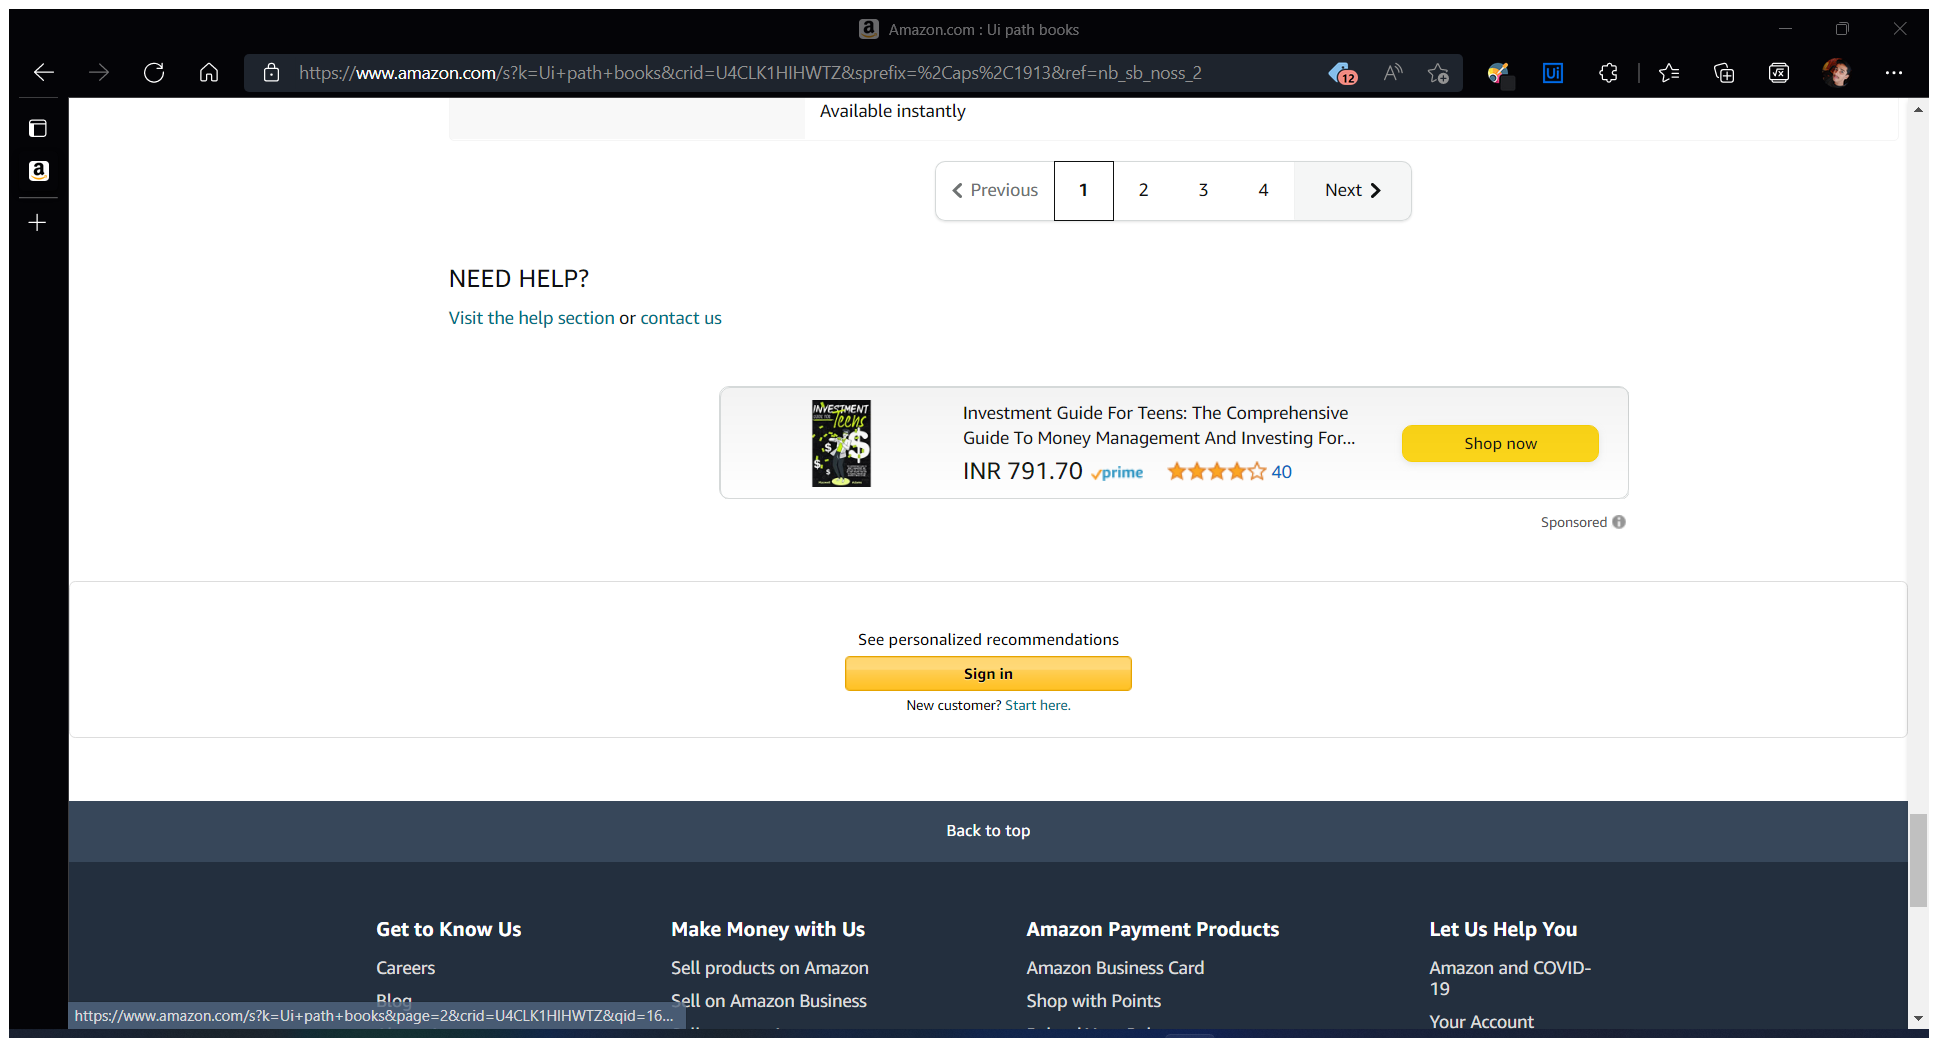 Amazon.com : Ui path books
https://www.amazon.com/s?k=Ui+path+books&crid=U4CLK1HIHWTZ&sprefix=%2Caps%2C1913&ref=nb_sb_noss_2
12
A
Ui
Available instantly
Previous 1 2 3 4 Next
NEED HELP?
Visit the help section or contact us
INVESTMENT
Teens
Investment Guide For Teens: The Comprehensive
Guide To Money Management And Investing For...
INR 791.70 prime 40
Shop now
Sponsored
See personalized recommendations
Sign in
New customer? Start here.
Back to top
Get to Know Us
Careers
Blog
Make Money with Us
Sell products on Amazon
Sell on Amazon Business
Amazon Payment Products
Amazon Business Card
Shop with Points
Let Us Help You
Amazon and COVID-
19
Your Account
https://www.amazon.com/s?k=Ui+path+books&page=2&crid=U4CLK1HIHWTZ&qid=16...